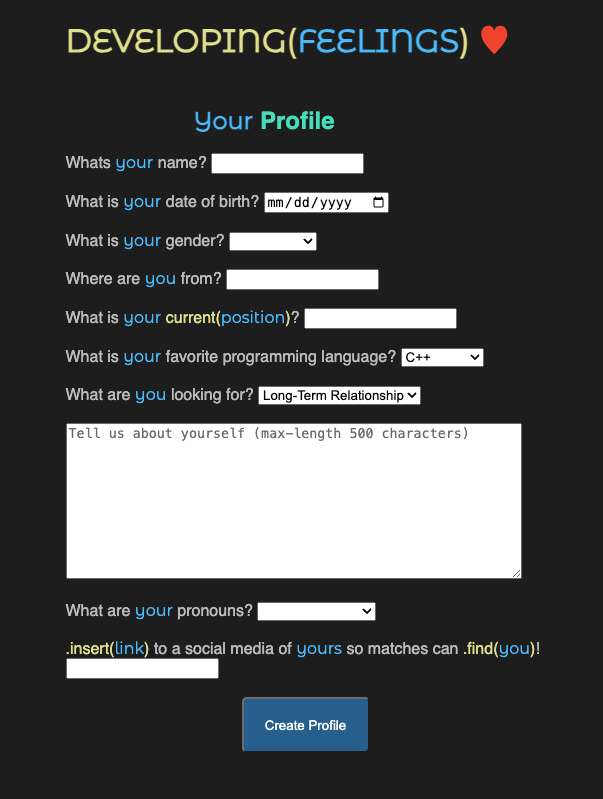 DEVELOPING(FEELINGS) ❤️
Your Profile
Whats your name?
What is your date of birth? mm/dd/yyyy
What is your gender?
Where are you from?
What is your current(position)?
What is your favorite programming language? C++
What are you looking for? Long-Term Relationship
Tell us about yourself (max-length 500 characters)
What are your pronouns?
.insert(link) to a social media of yours so matches can .find(you)!
Create Profile